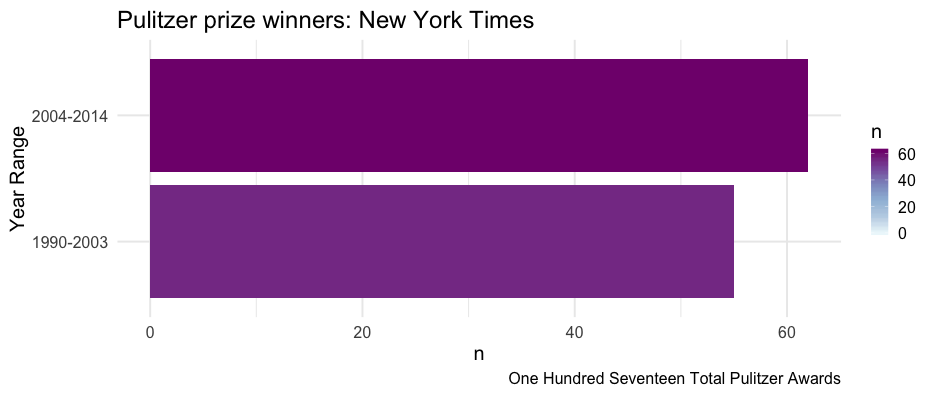 Pulitzer prize winners: New York Times
Year Range
2004-2014
1990-2003
0 20 40 60
n
n
60
40
20
0
One Hundred Seventeen Total Pulitzer Awards